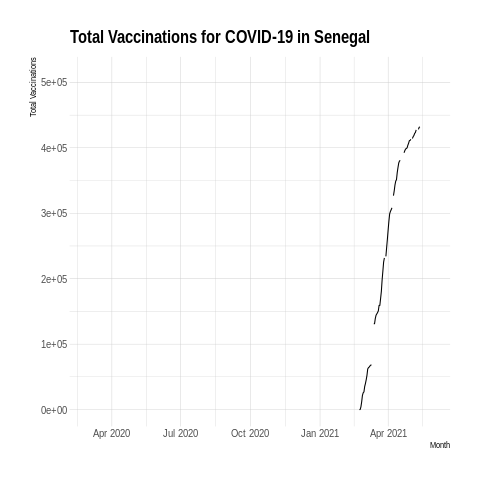 Total Vaccinations for COVID-19 in Senegal
Total Vaccinations
5e+05
4e+05
3e+05
2e+05
1e+05
0e+00
Apr 2020 Jul 2020 Oct 2020 Jan 2021 Apr 2021
Month